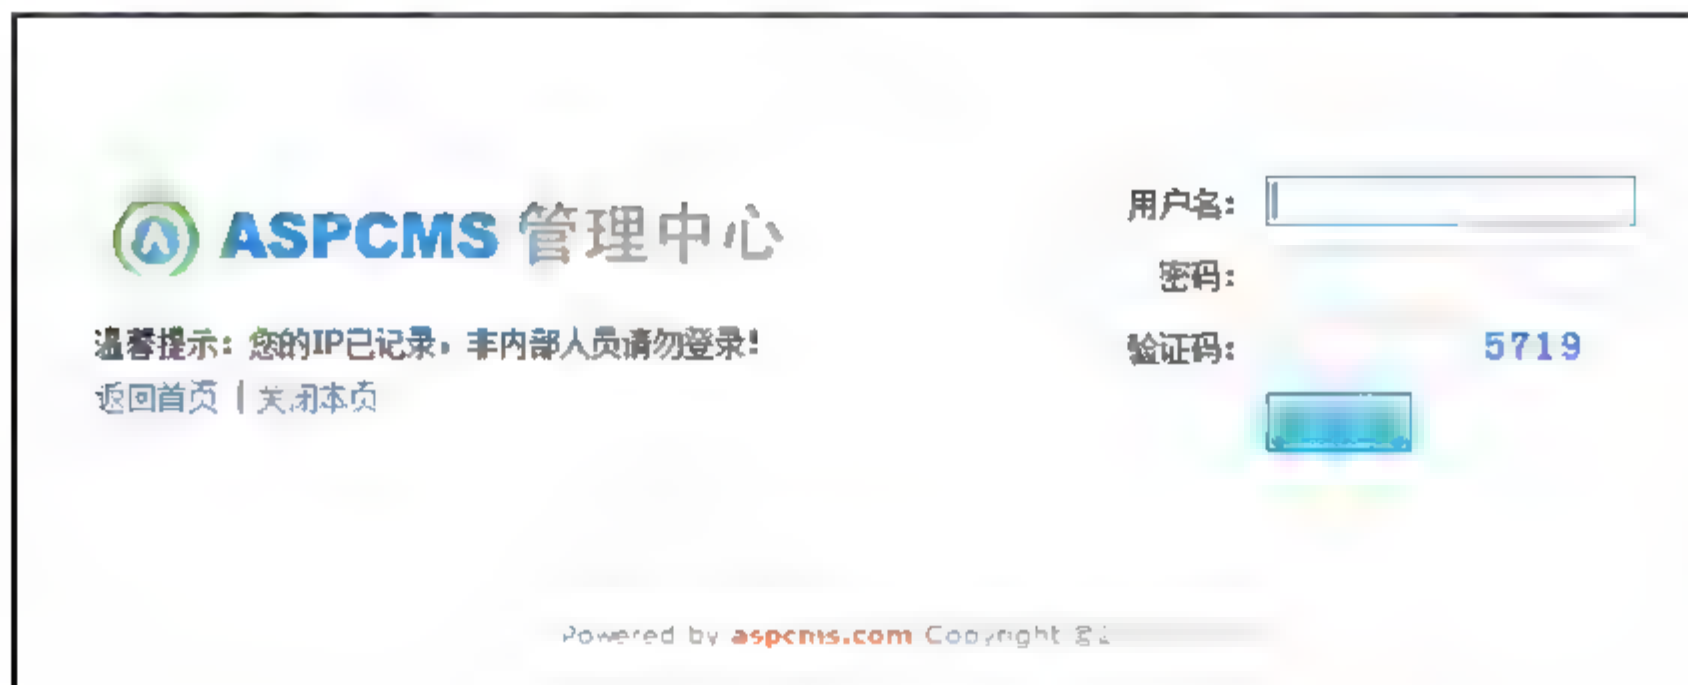 ASPCMS 管理中心
温馨提示：您的IP已记录，非内部人员请勿登录！
返回首页 | 关闭本页
用户名：
密码：
验证码： 5719
Powered by aspcms.com Copyright